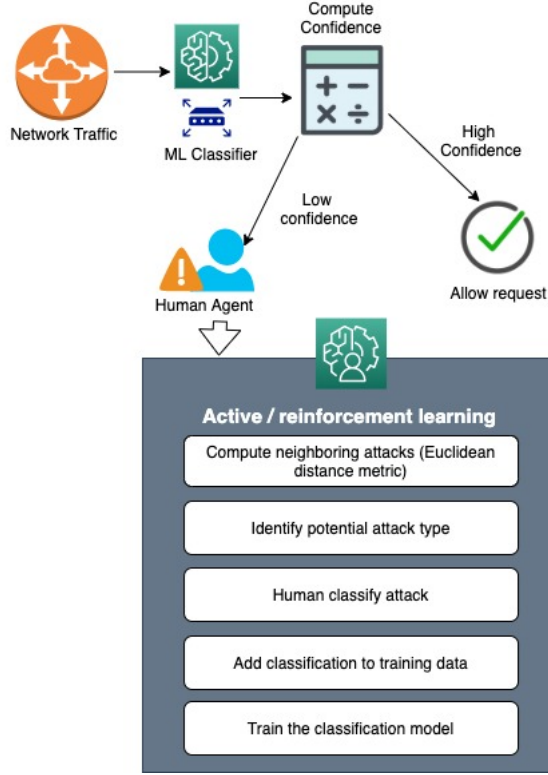 Compute
Confidence
Network Traffic
ML Classifier
High
Confidence
Low
confidence
Human Agent
Allow request
Active / reinforcement learning
Compute neighboring attacks (Euclidean
distance metric)
Identify potential attack type
Human classify attack
Add classification to training data
Train the classification model